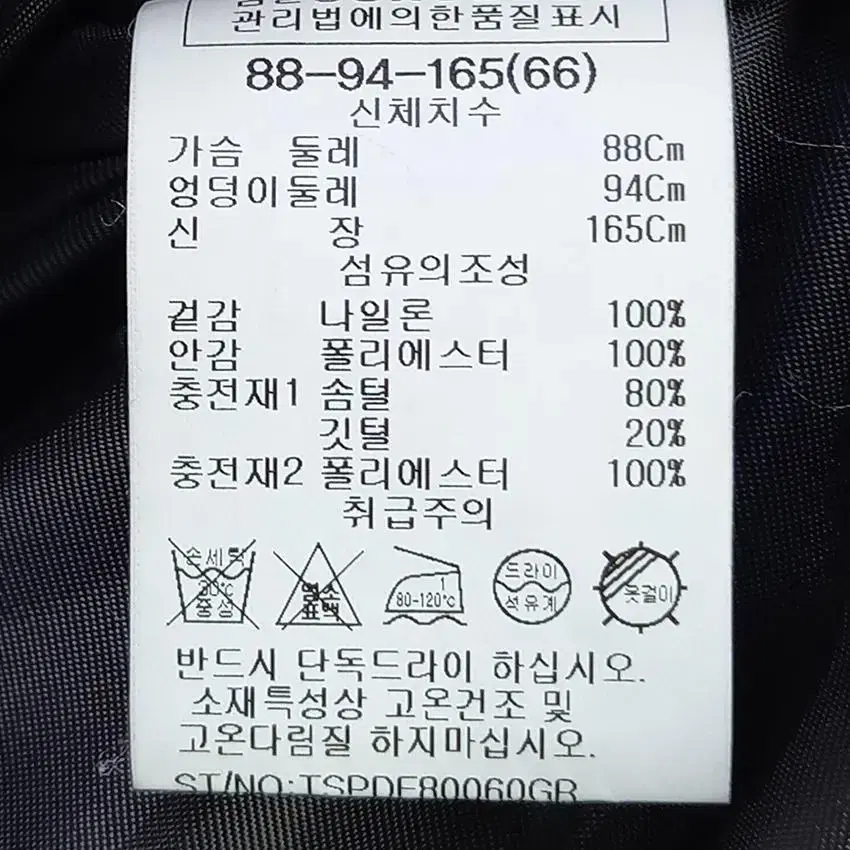 관리법에의한품질표시
88-94-165(66)
신체치수
가슴 둘레 88Cm
엉덩이둘레 94Cm
신 장 165Cm
섬유의조성
겉감 나일론 100%
안감 폴리에스터 100%
충전재1 솜털 80%
깃털 20%
충전재2 폴리에스터 100%
취급주의
손세탁 30℃ 중성
염소 표백
1 80-120℃
드라이 석유계
옷걸이
반드시 단독드라이 하십시오.
소재특성상 고온건조 및
고온다림질 하지마십시오.
ST/NO:TSPDF80060GR